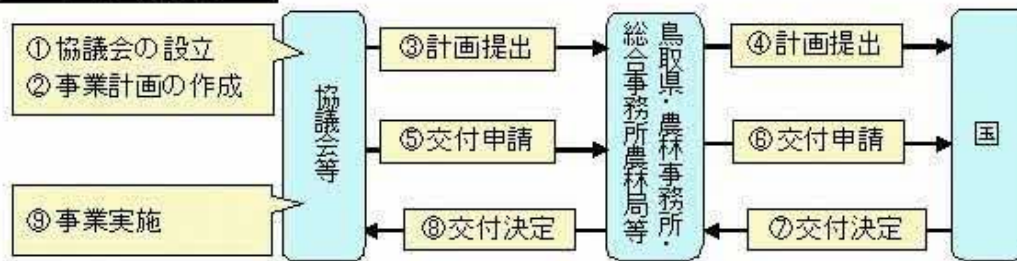 ①協議会の設立
②事業計画の作成
⑨事業実施
協議会等
③計画提出
⑤交付申請
⑧交付決定
鳥取県・農林事務所・
総合事務所農林局等
④計画提出
⑥交付申請
⑦交付決定
国